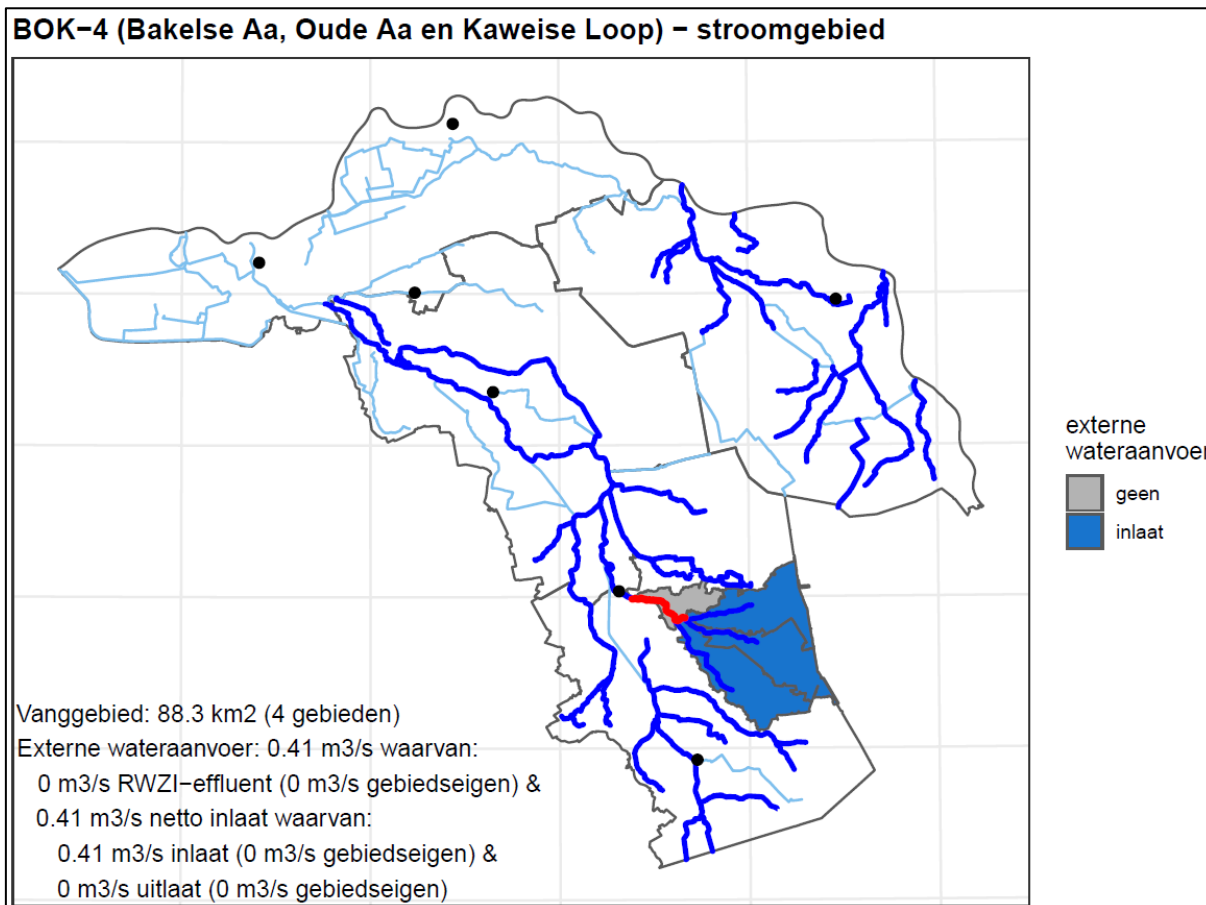 BOK−4 (Bakelse Aa, Oude Aa en Kaweise Loop) − stroomgebied
externe
wateraanvoer
geen
inlaat
Vanggebied: 88.3 km2 (4 gebieden)
Externe wateraanvoer: 0.41 m3/s waarvan:
0 m3/s RWZI−effluent (0 m3/s gebiedseigen) &
0.41 m3/s netto inlaat waarvan:
0.41 m3/s inlaat (0 m3/s gebiedseigen) &
0 m3/s uitlaat (0 m3/s gebiedseigen)